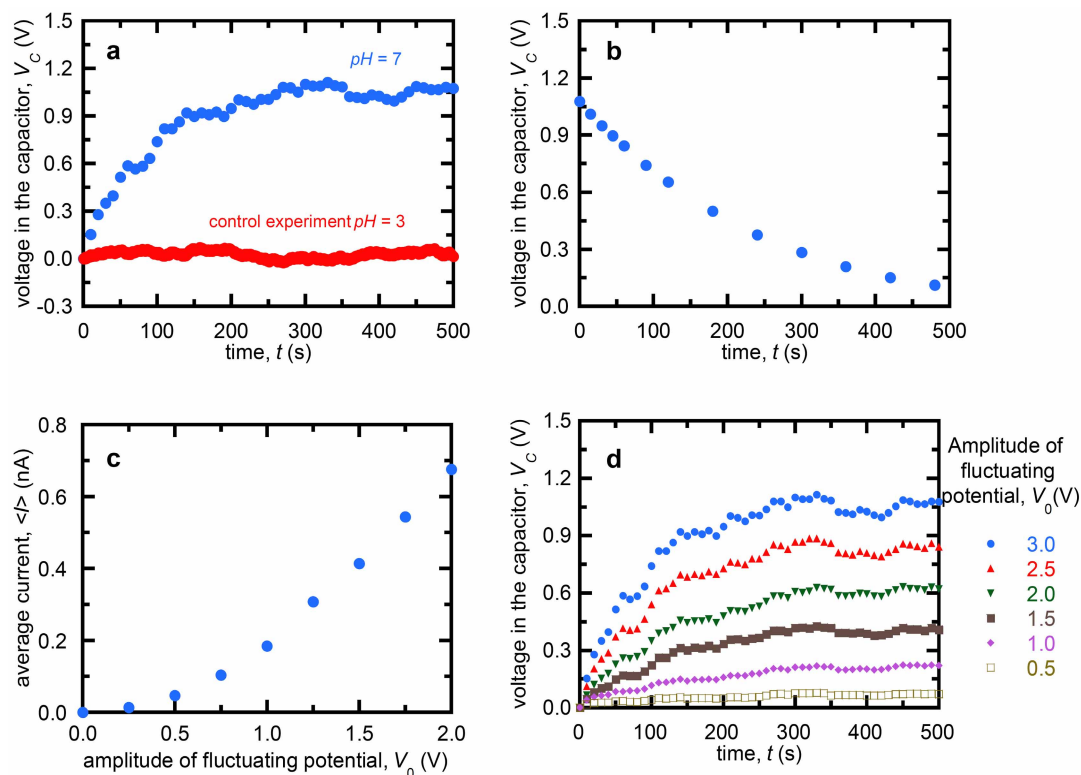 voltage in the capacitor, V_C (V)
1.5
1.2
0.9
0.6
0.3
0.0
-0.3
a
pH = 7
control experiment pH = 3
0 100 200 300 400 500
time, t (s)
voltage in the capacitor, V_C (V)
1.5
1.2
0.9
0.6
0.3
0.0
b
0 100 200 300 400 500
time, t (s)
average current, <I> (nA)
0.8
0.6
0.4
0.2
0.0
c
0.0 0.5 1.0 1.5 2.0
amplitude of fluctuating potential, V_0 (V)
voltage in the capacitor, V_C (V)
1.5
1.2
0.9
0.6
0.3
0.0
d
0 100 200 300 400 500
time, t (s)
Amplitude of
fluctuating
potential, V_0(V)
3.0
2.5
2.0
1.5
1.0
0.5